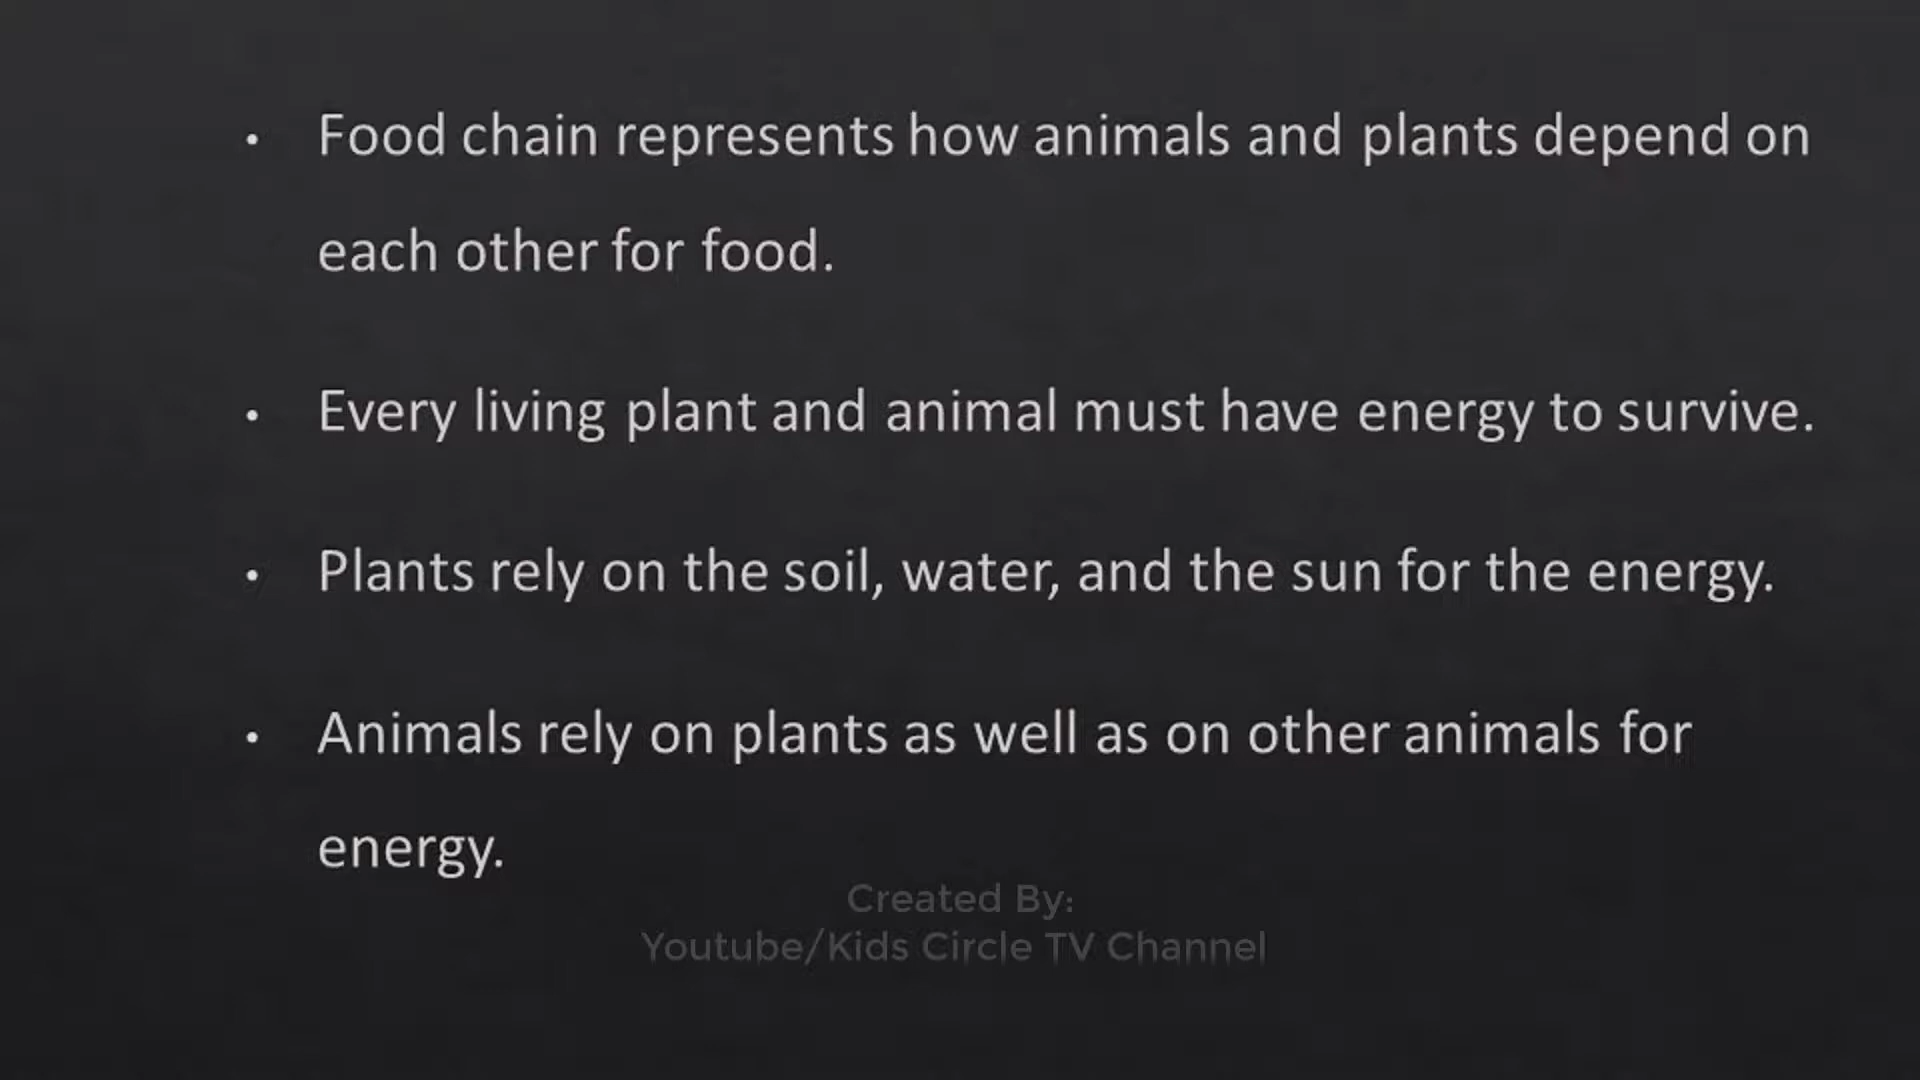 • Food chain represents how animals and plants depend on
each other for food.
• Every living plant and animal must have energy to survive.
• Plants rely on the soil, water, and the sun for the energy.
• Animals rely on plants as well as on other animals for
energy.
Created By:
Youtube/Kids Circle TV Channel